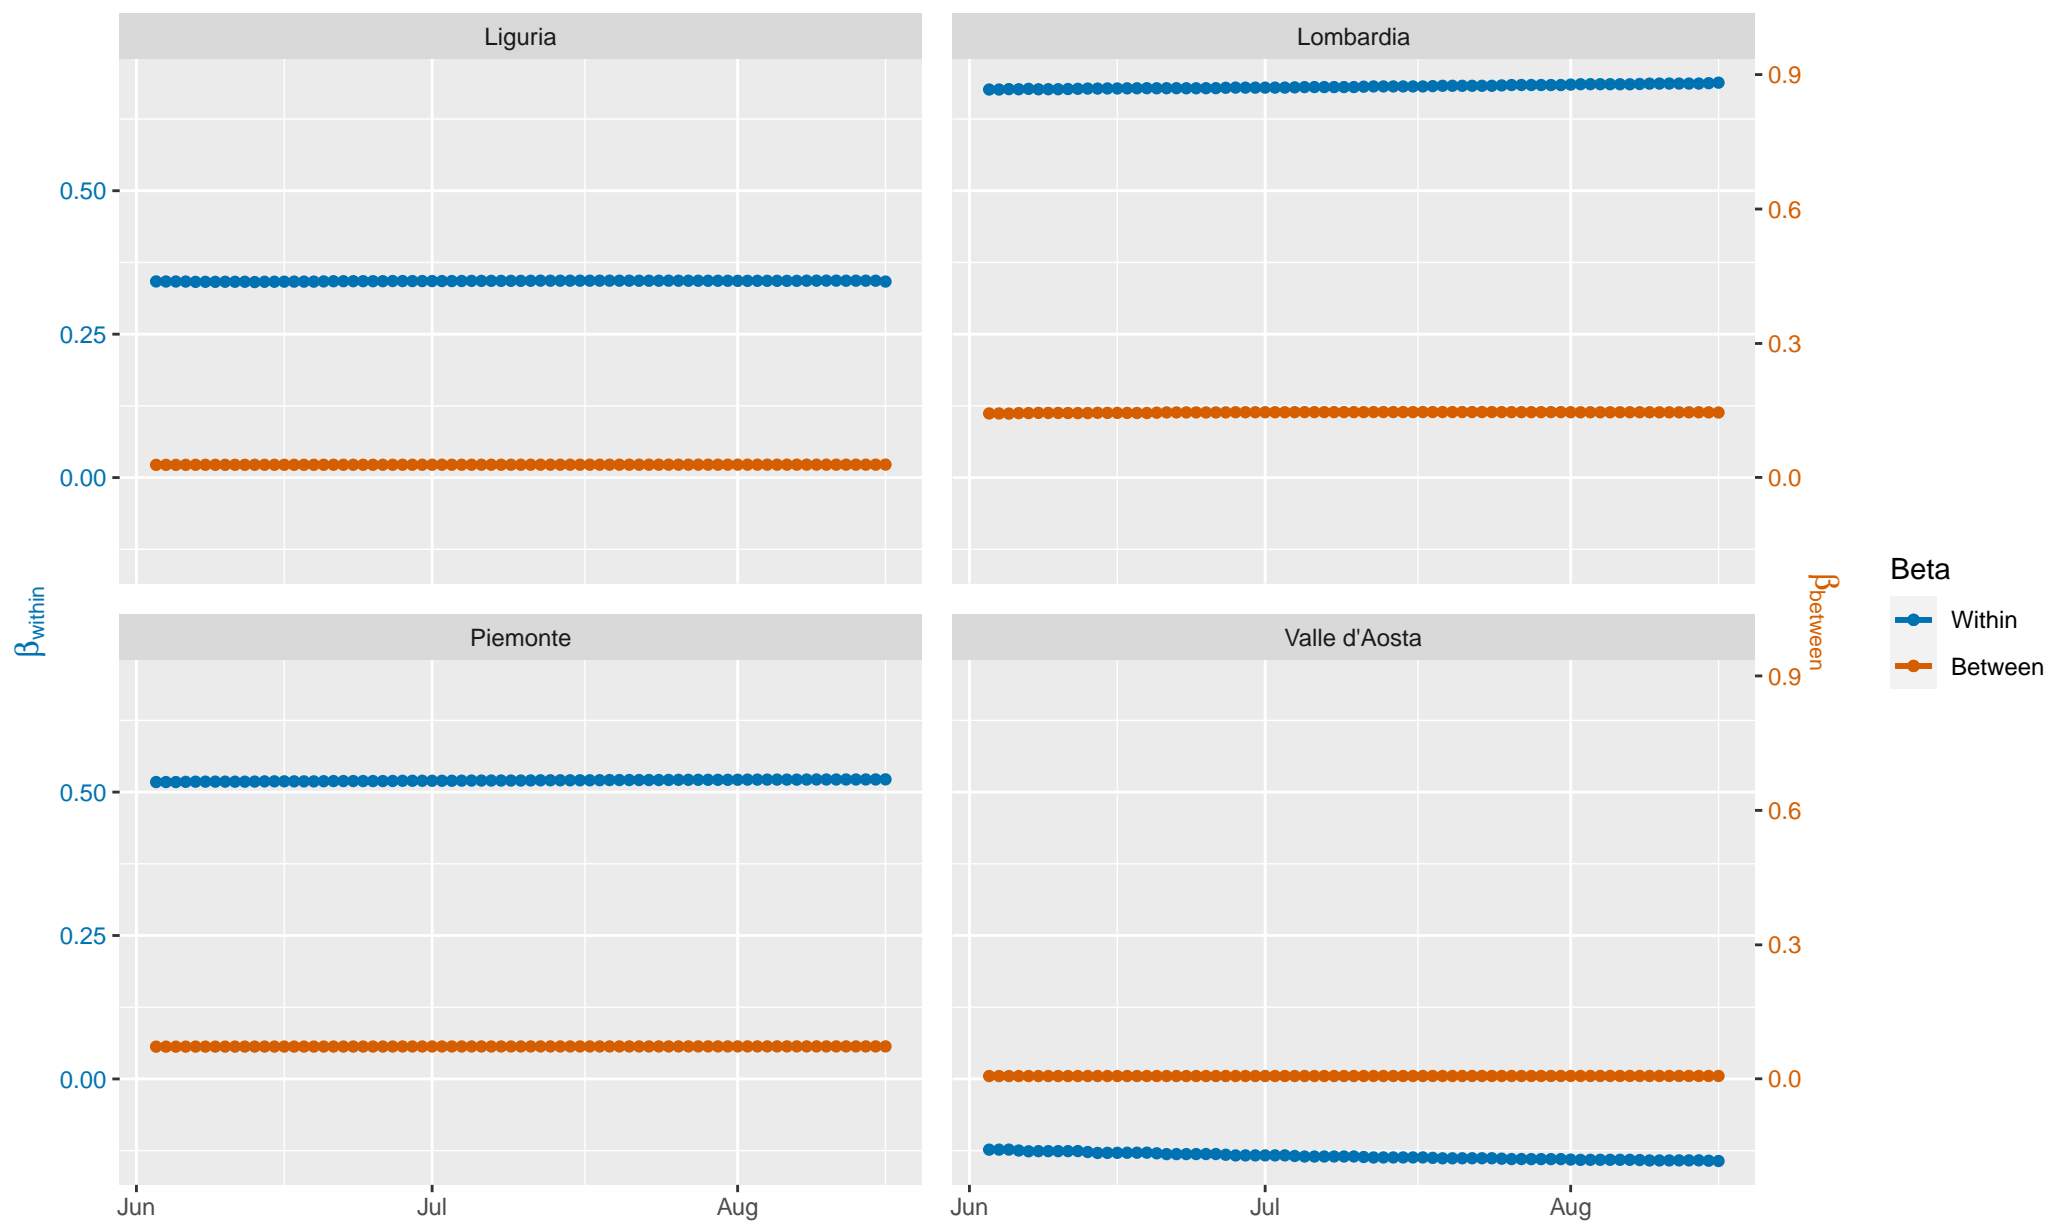 Liguria
Lombardia
0.50
0.25
0.00
0.9
0.6
0.3
0.0
βwithin
βbetween
Piemonte
Valle d'Aosta
0.50
0.25
0.00
0.9
0.6
0.3
0.0
Jun Jul Aug
Jun Jul Aug
Beta
Within
Between